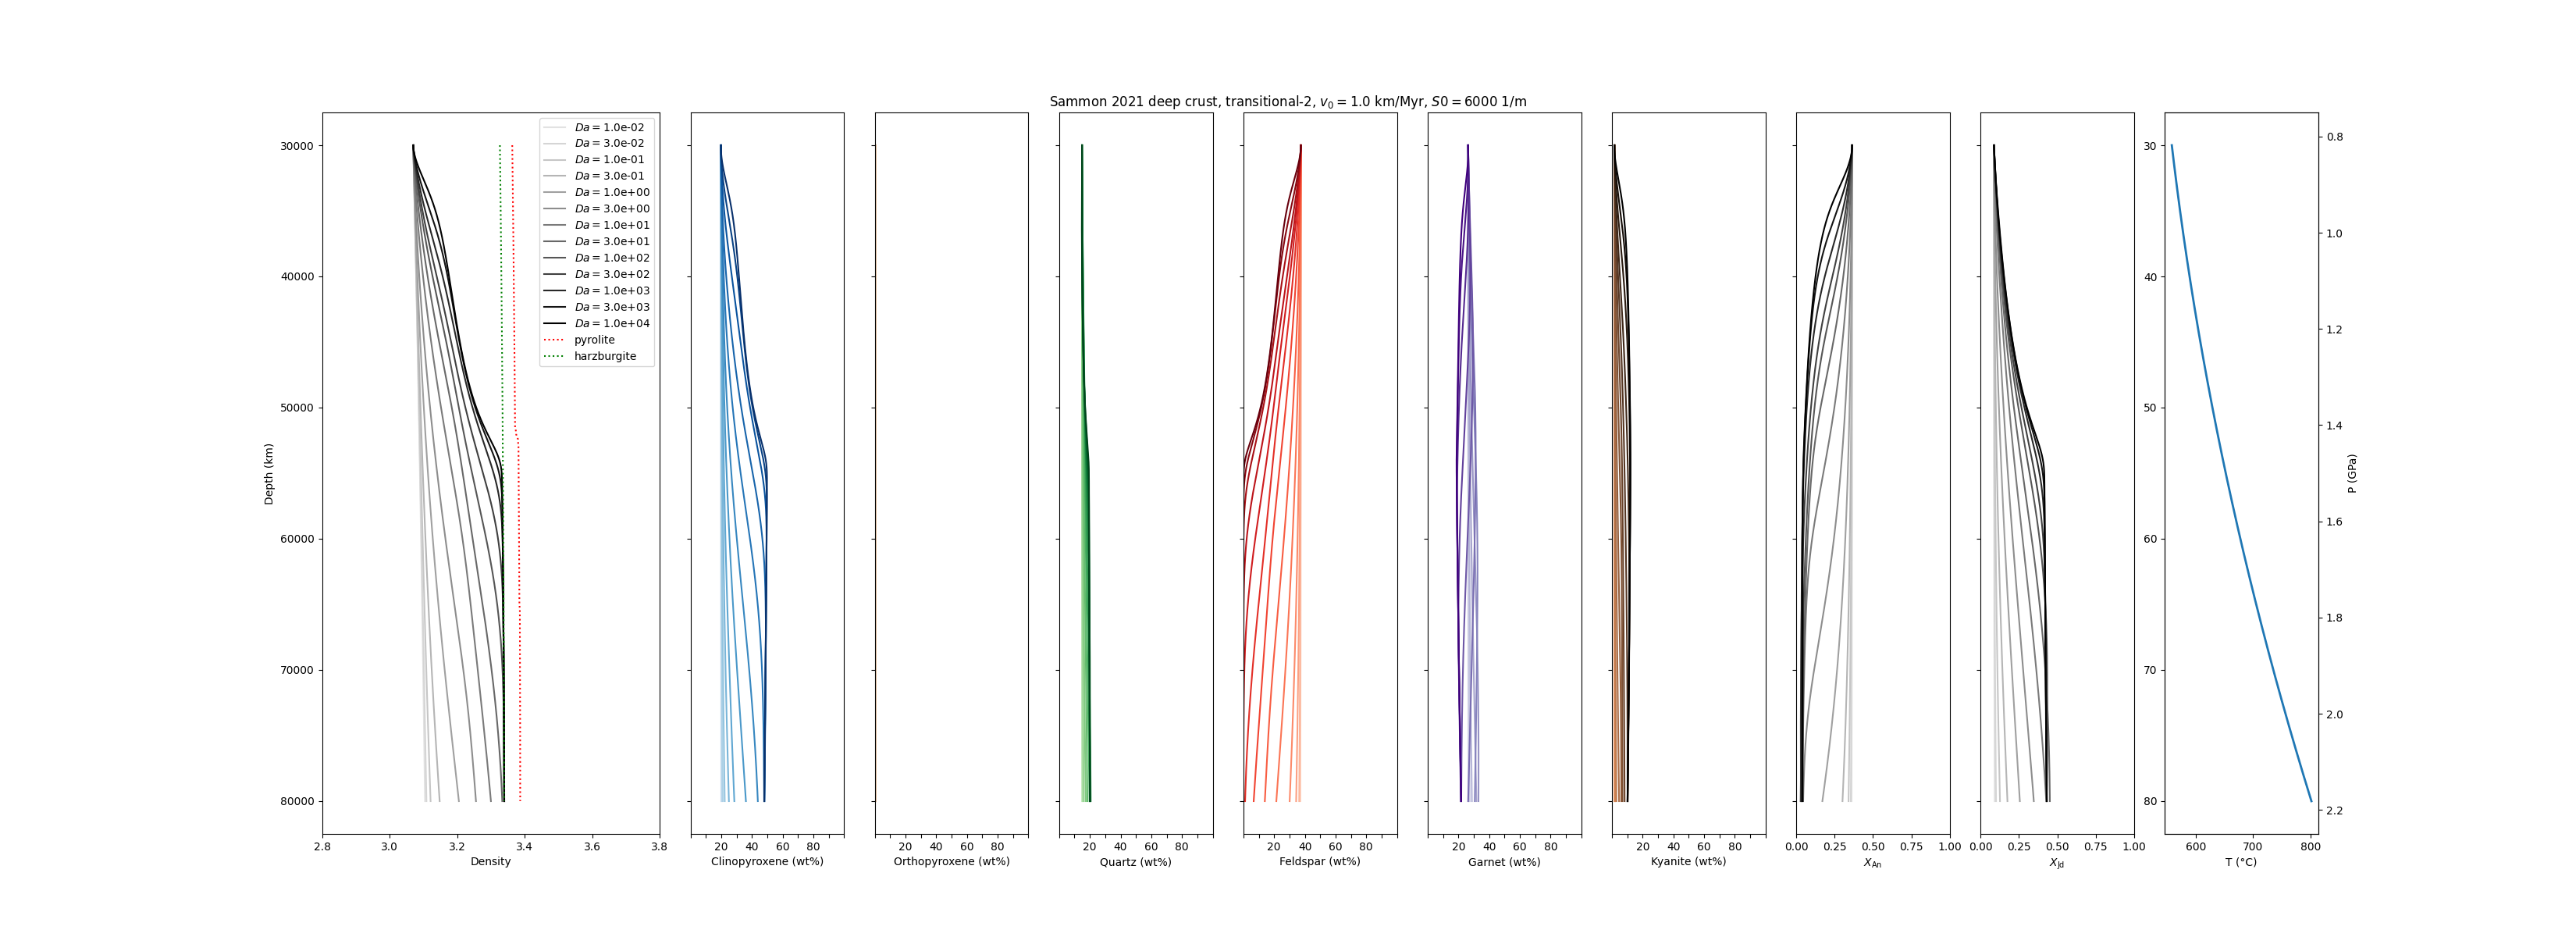 Sammon 2021 deep crust, transitional-2, v₀ = 1.0 km/Myr, S0 = 6000 1/m
Da = 1.0e-02
Da = 3.0e-02
Da = 1.0e-01
Da = 3.0e-01
Da = 1.0e+00
Da = 3.0e+00
Da = 1.0e+01
Da = 3.0e+01
Da = 1.0e+02
Da = 3.0e+02
Da = 1.0e+03
Da = 3.0e+03
Da = 1.0e+04
pyrolite
harzburgite
30000
40000
50000
60000
70000
80000
Depth (km)
2.8 3.0 3.2 3.4 3.6 3.8
Density
20 40 60 80
Clinopyroxene (wt%)
20 40 60 80
Orthopyroxene (wt%)
20 40 60 80
Quartz (wt%)
20 40 60 80
Feldspar (wt%)
20 40 60 80
Garnet (wt%)
20 40 60 80
Kyanite (wt%)
0.00 0.25 0.50 0.75 1.00
X_An
0.00 0.25 0.50 0.75 1.00
X_Jd
30
40
50
60
70
80
600 700 800
T (°C)
0.8
1.0
1.2
1.4
1.6
1.8
2.0
2.2
P (GPa)